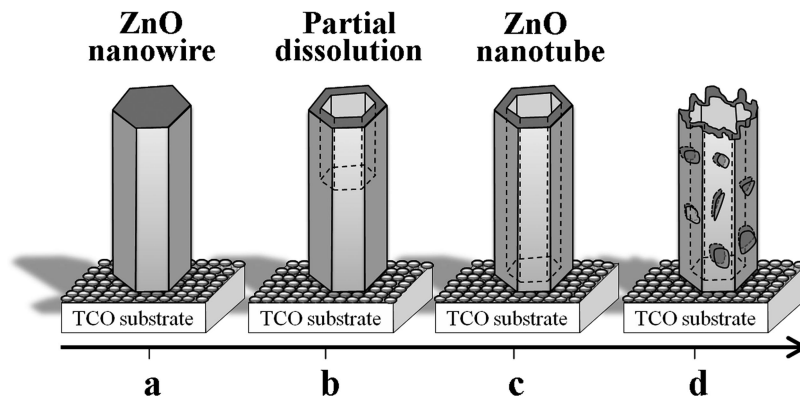 ZnO
nanowire
Partial
dissolution
ZnO
nanotube
TCO substrate
TCO substrate
TCO substrate
TCO substrate
a
b
c
d